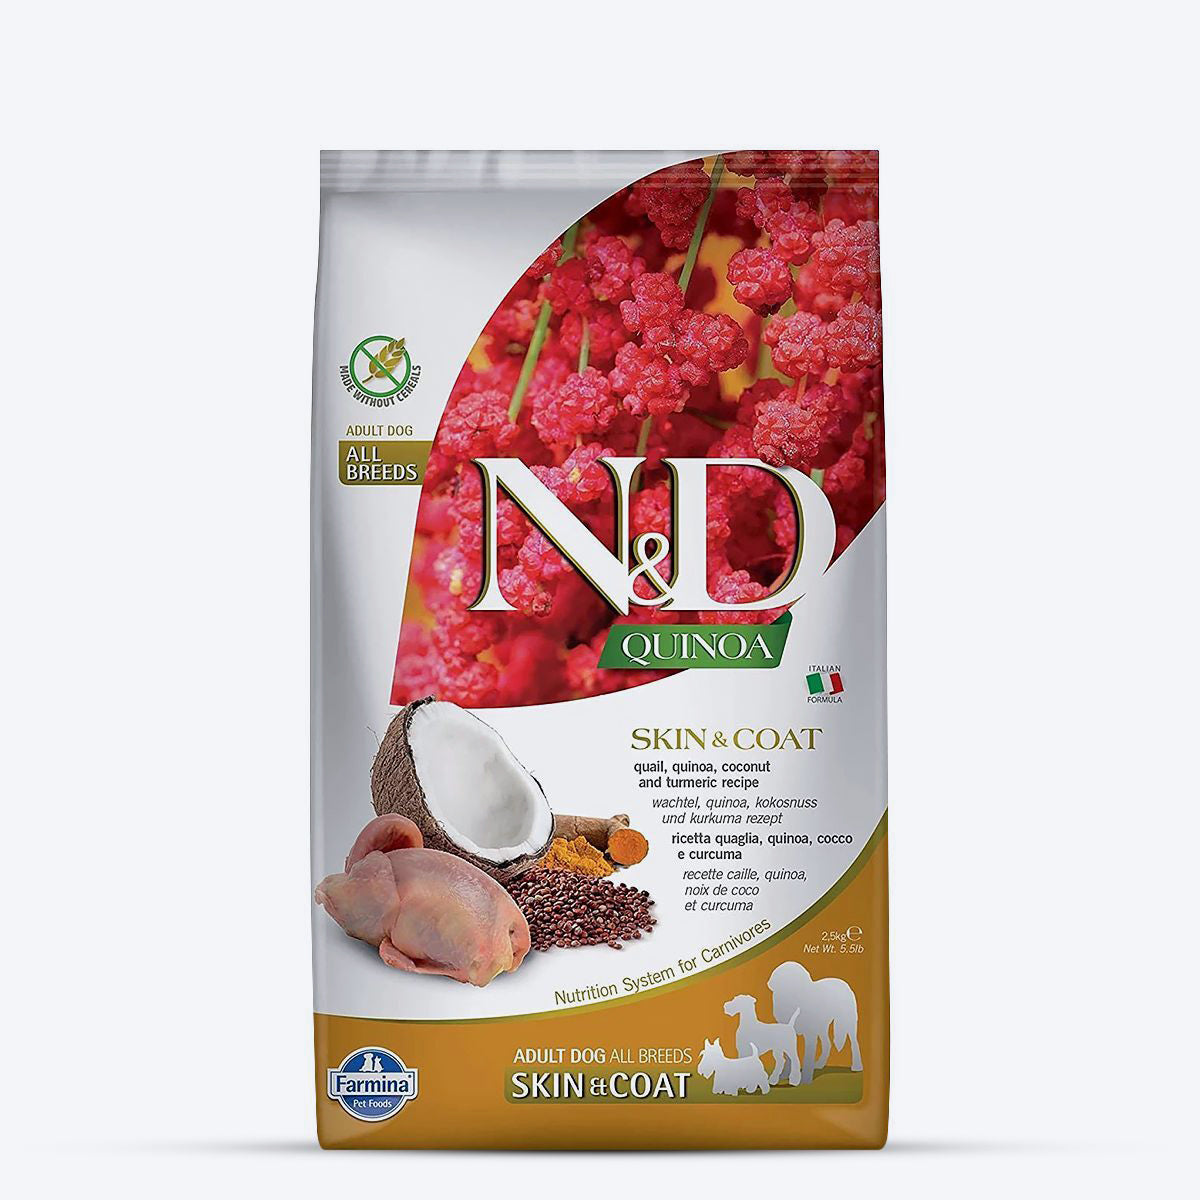 MADE WITHOUT CEREALS
ADULT DOG
ALL
BREEDS
N&D
QUINOA
ITALIAN
FORMULA
SKIN & COAT
quail, quinoa, coconut
and turmeric recipe
wachtel, quinoa, kokosnuss
und kurkuma rezept
ricetta quaglia, quinoa, cocco
e curcuma
recette caille, quinoa,
noix de coco
et curcuma
2,5kg℮
Net Wt. 5.5lb
Nutrition System for Carnivores
ADULT DOG ALL BREEDS
SKIN & COAT
Farmina®
Pet Foods